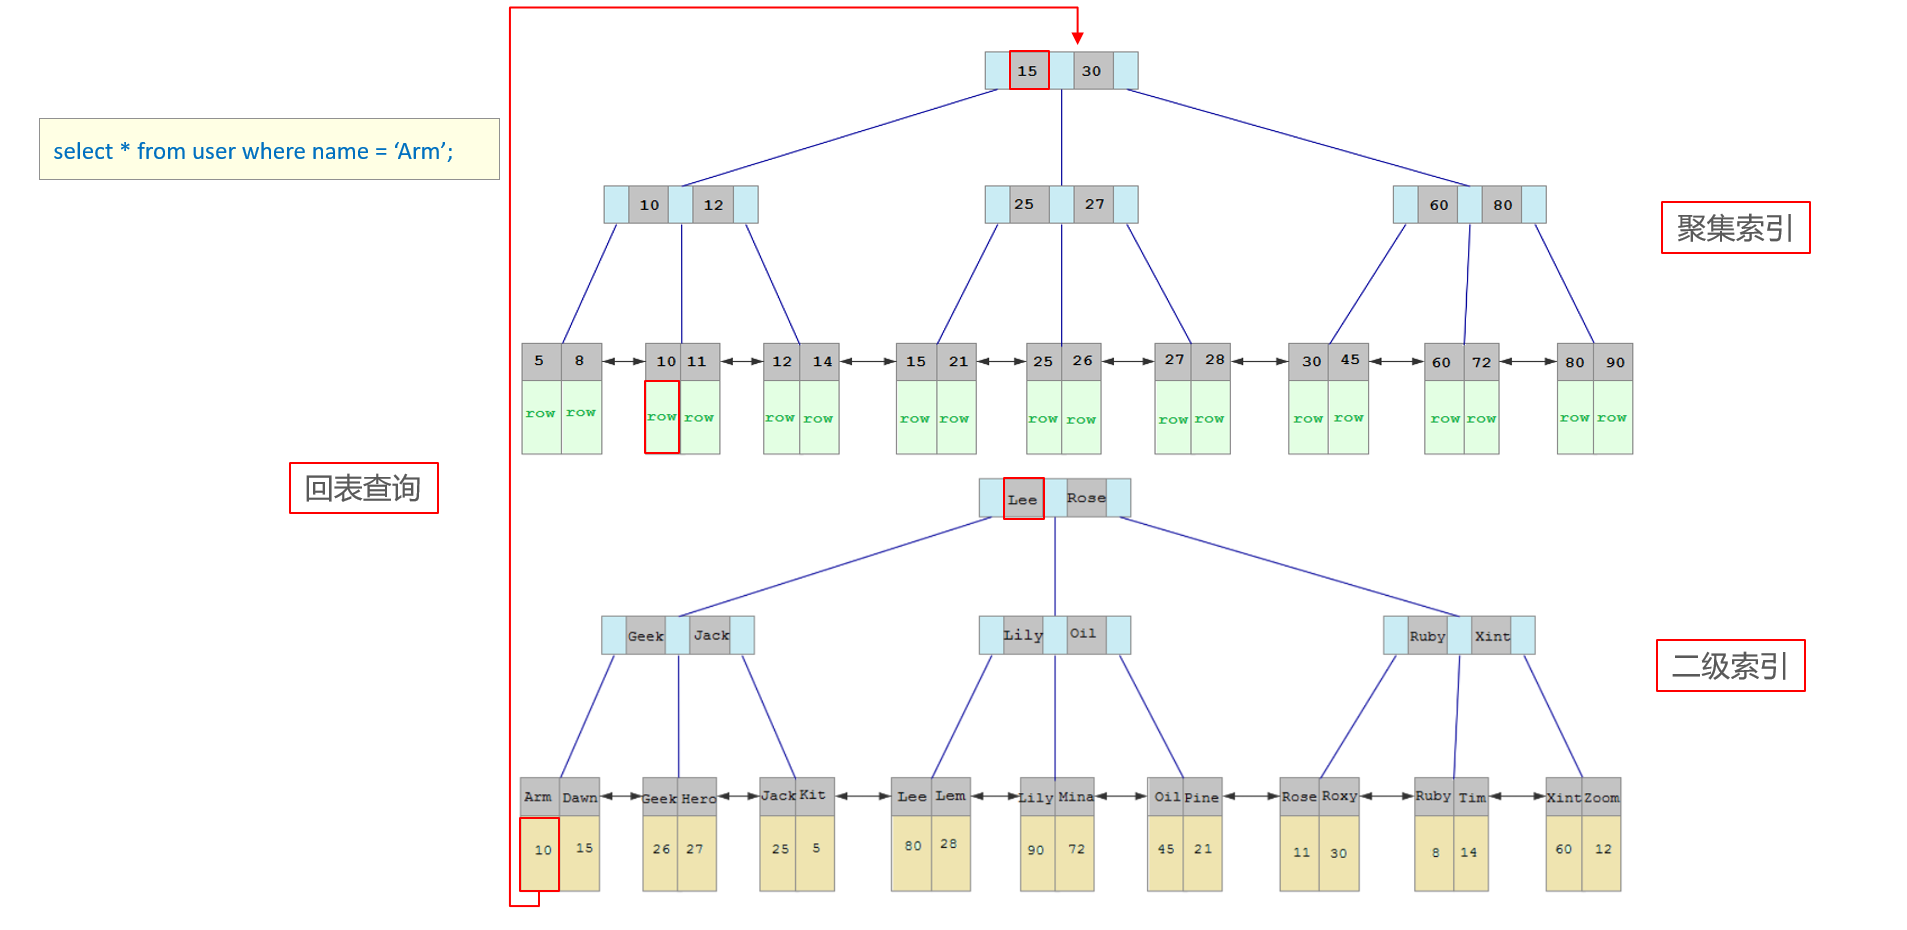 select * from user where name = ‘Arm’;
15 30
10 12 25 27 60 80
聚集索引
5 8 10 11 12 14 15 21 25 26 27 28 30 45 60 72 80 90
row row row row row row row row row row row row row row row row row row
回表查询
Lee Rose
Geek Jack Lily Oil Ruby Xint
二级索引
Arm Dawn Geek Hero Jack Kit Lee Lem Lily Mina Oil Pine Rose Roxy Ruby Tim Xint Zoom
10 15 26 27 25 5 80 28 90 72 45 21 11 30 8 14 60 12